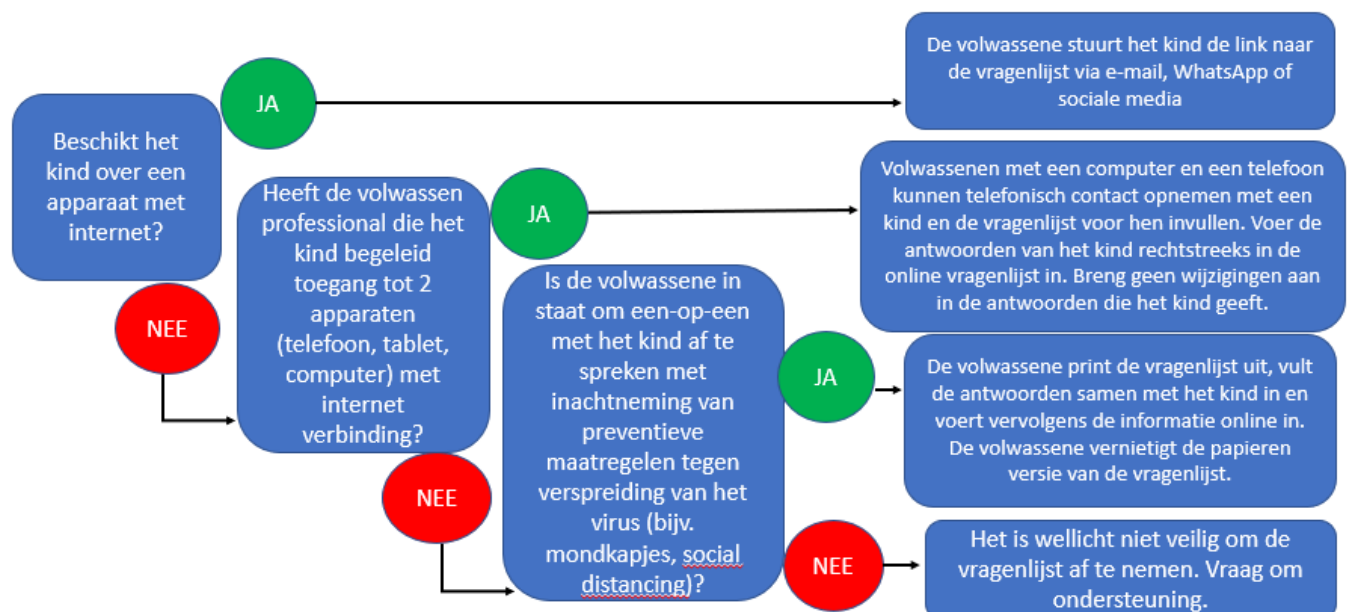 Beschikt het
kind over een
apparaat met
internet?
JA
De volwassene stuurt het kind de link naar
de vragenlijst via e-mail, WhatsApp of
sociale media
NEE
Heeft de volwassen
professional die het
kind begeleid
toegang tot 2
apparaten
(telefoon, tablet,
computer) met
internet
verbinding?
JA
Volwassenen met een computer en een telefoon
kunnen telefonisch contact opnemen met een
kind en de vragenlijst voor hen invullen. Voer de
antwoorden van het kind rechtstreeks in de
online vragenlijst in. Breng geen wijzigingen aan
in de antwoorden die het kind geeft.
NEE
Is de volwassene in
staat om een-op-een
met het kind af te
spreken met
inachtneming van
preventieve
maatregelen tegen
verspreiding van het
virus (bijv.
mondkapjes, social
distancing)?
JA
De volwassene print de vragenlijst uit, vult
de antwoorden samen met het kind in en
voert vervolgens de informatie online in.
De volwassene vernietigt de papieren
versie van de vragenlijst.
NEE
Het is wellicht niet veilig om de
vragenlijst af te nemen. Vraag om
ondersteuning.